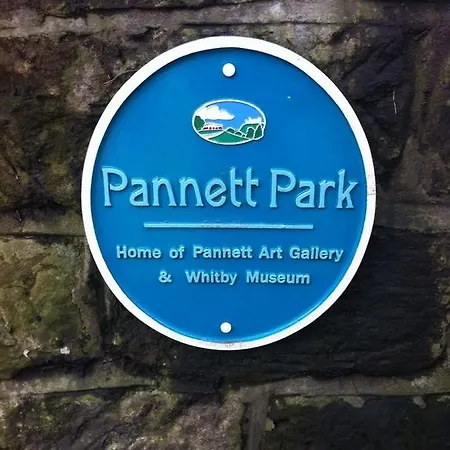 Pannett Park
Home of Pannett Art Gallery
& Whitby Museum